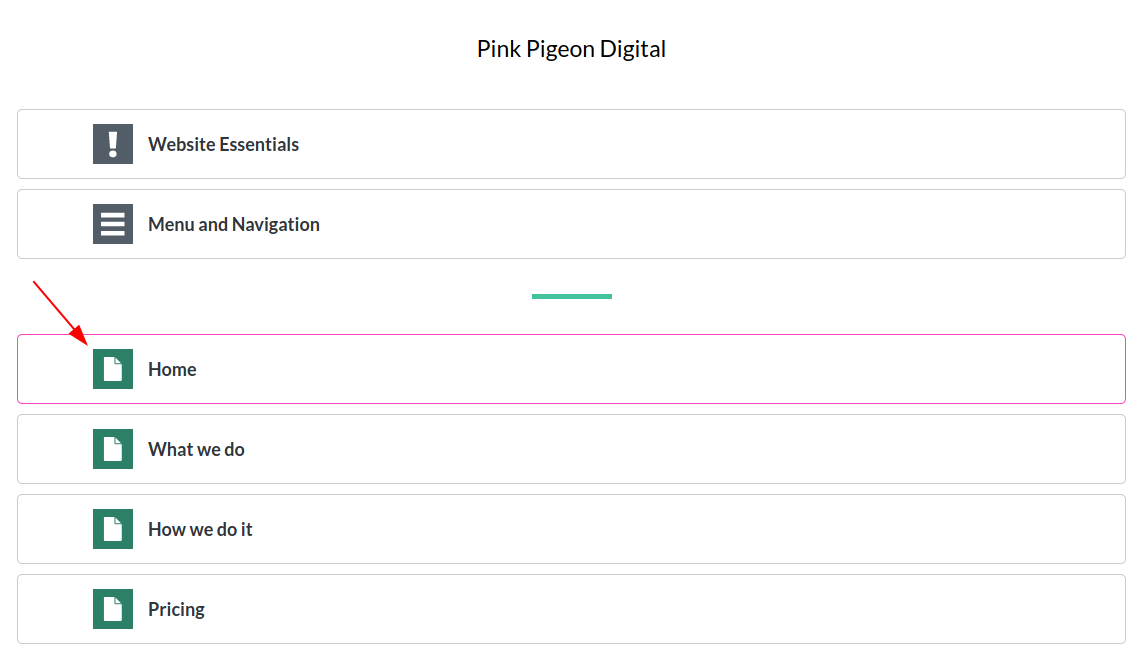 Pink Pigeon Digital
Website Essentials
Menu and Navigation
Home
What we do
How we do it
Pricing